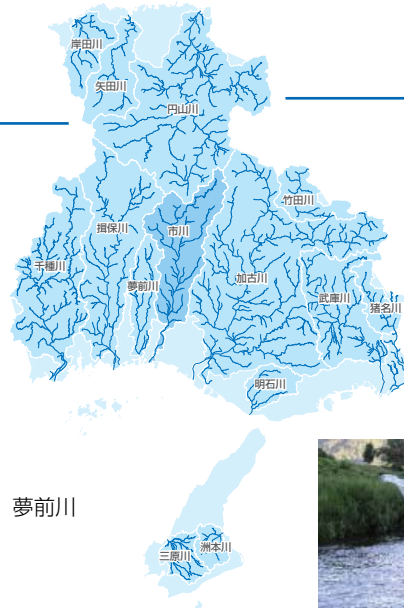 岸田川
矢田川
円山川
竹田川
揖保川
市川
千種川
加古川
夢前川
武庫川
猪名川
明石川
夢前川
洲本川
三原川